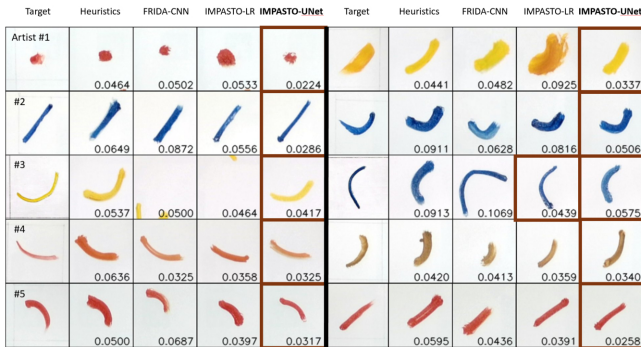 Target Heuristics FRIDA-CNN IMPASTO-LR IMPASTO-UNet Target Heuristics FRIDA-CNN IMPASTO-LR IMPASTO-UNet
Artist #1
0.0464 0.0502 0.0533 0.0224 0.0441 0.0482 0.0925 0.0337
#2
0.0649 0.0872 0.0556 0.0286 0.0911 0.0628 0.0816 0.0506
#3
0.0537 0.0500 0.0464 0.0417 0.0913 0.1069 0.0439 0.0575
#4
0.0636 0.0325 0.0358 0.0325 0.0420 0.0413 0.0359 0.0340
#5
0.0500 0.0687 0.0397 0.0317 0.0595 0.0436 0.0391 0.0258